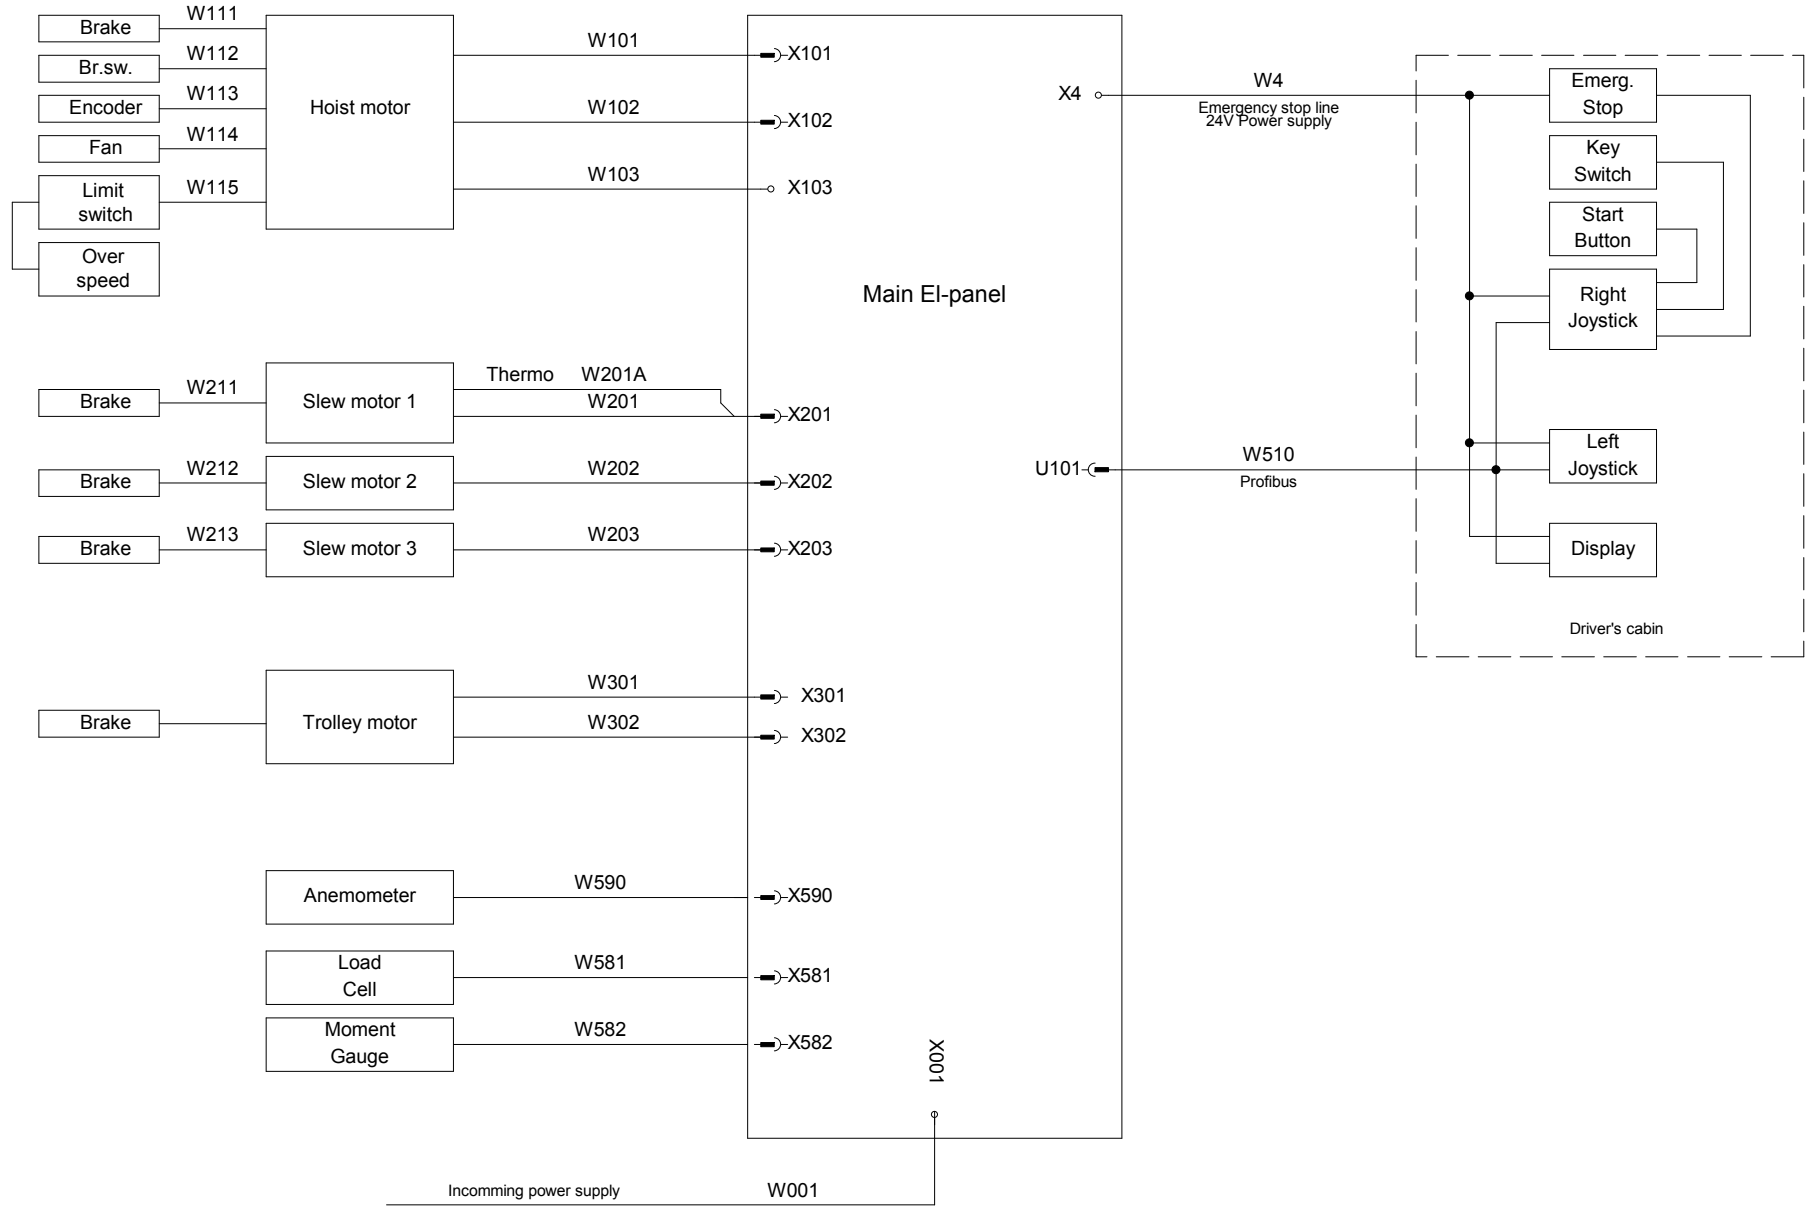 Brake
W111
Br.sw.
W112
Encoder
W113
Fan
W114
Limit
switch
W115
Over
speed
Hoist motor
W101
X101
W102
X102
W103
X103
Main El-panel
Brake
W211
Slew motor 1
Thermo W201A
W201
X201
Brake
W212
Slew motor 2
W202
X202
Brake
W213
Slew motor 3
W203
X203
Brake
Trolley motor
W301
X301
W302
X302
Anemometer
W590
X590
Load
Cell
W581
X581
Moment
Gauge
W582
X582
X001
Incomming power supply
W001
X4
W4
Emergency stop line
24V Power supply
U101
W510
Profibus
Emerg.
Stop
Key
Switch
Start
Button
Right
Joystick
Left
Joystick
Display
Driver's cabin